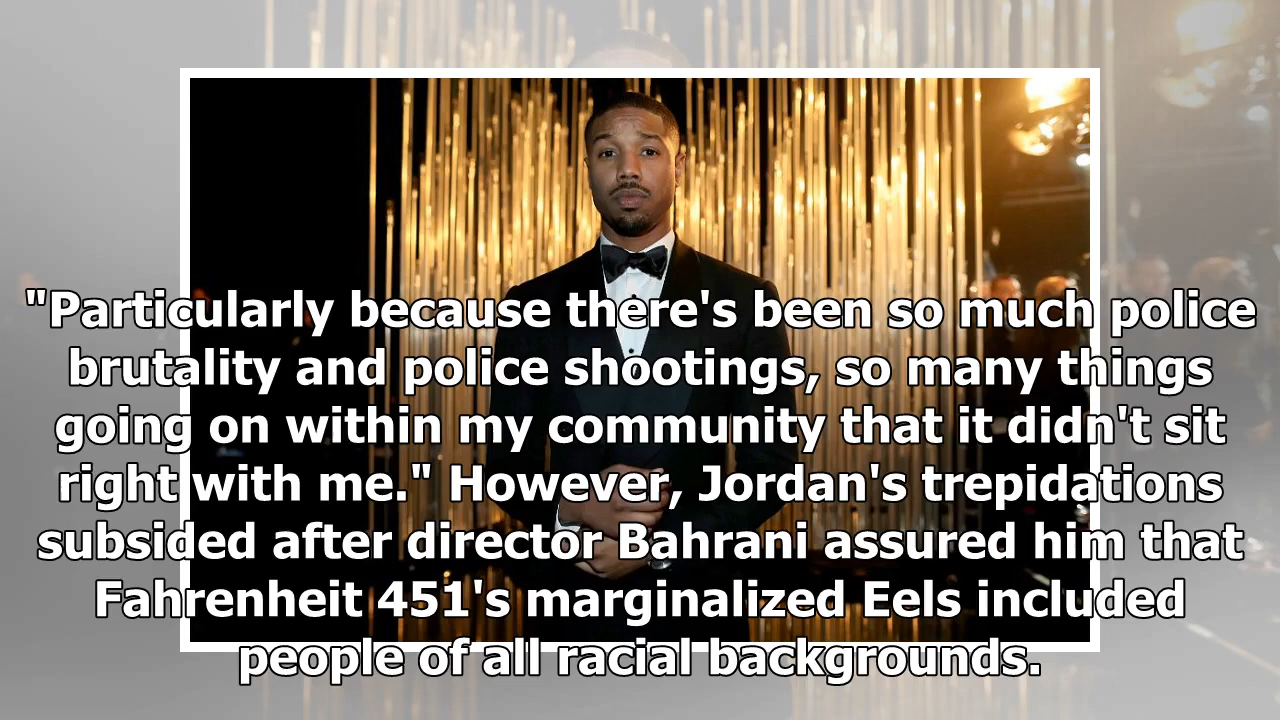 "Particularly because there's been so much police
brutality and police shootings, so many things
going on within my community that it didn't sit
right with me." However, Jordan's trepidations
subsided after director Bahrani assured him that
Fahrenheit 451's marginalized Eels included
people of all racial backgrounds.